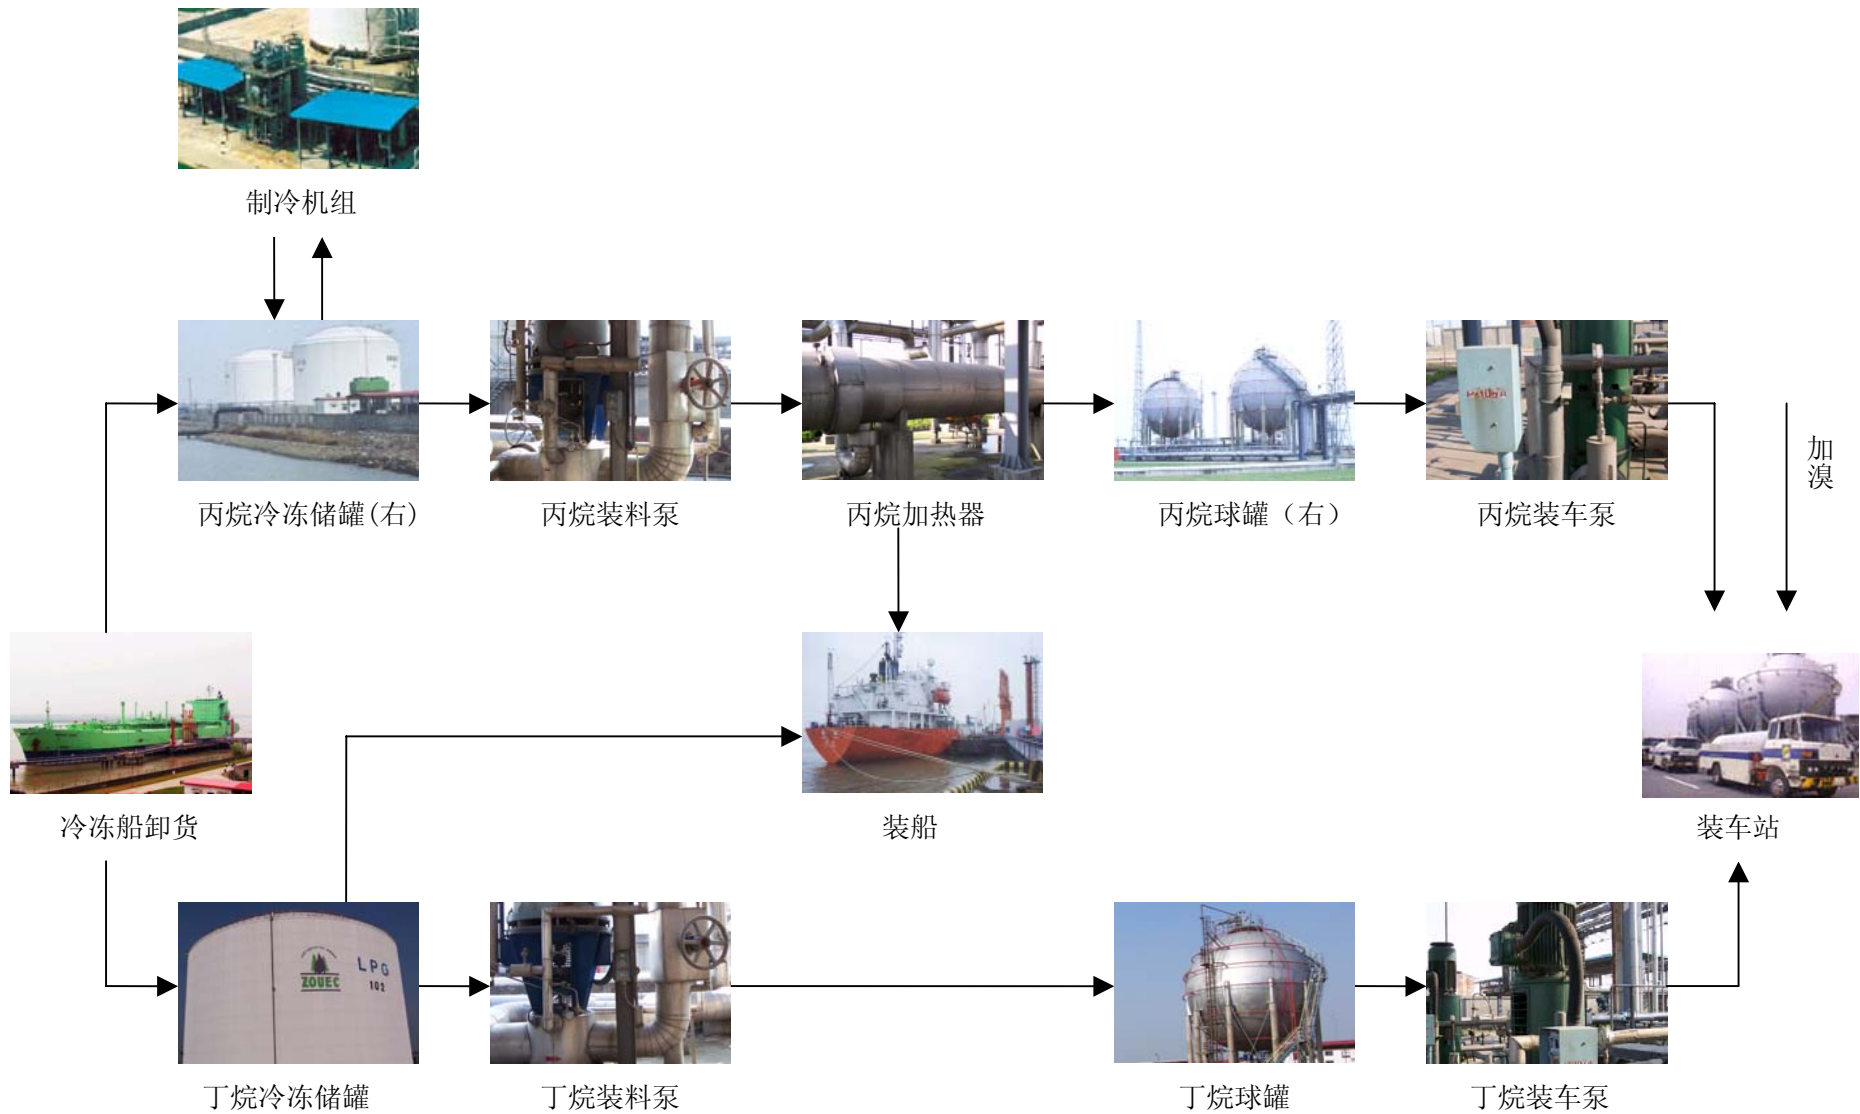 制冷机组
加溴
丙烷冷冻储罐(右)
丙烷装料泵
丙烷加热器
丙烷球罐（右）
丙烷装车泵
冷冻船卸货
装船
装车站
LPG
102
ZOUEC
丁烷冷冻储罐
丁烷装料泵
丁烷球罐
丁烷装车泵